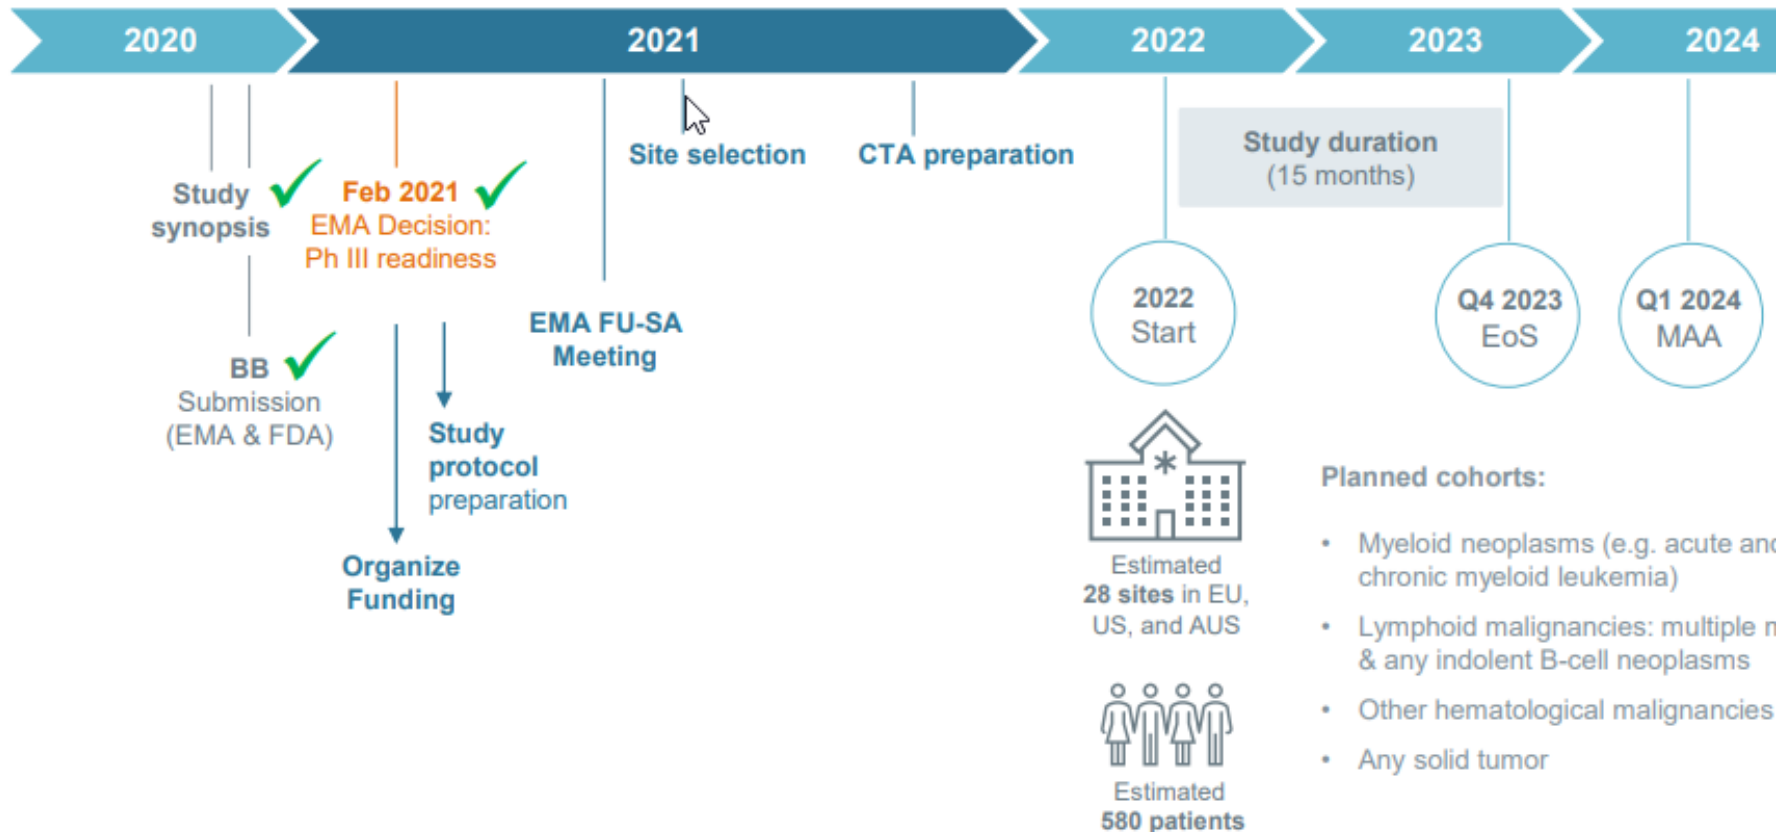 2020
2021
2022
2023
2024
Study
synopsis
BB
Submission
(EMA & FDA)
Feb 2021
EMA Decision:
Ph III readiness
Organize
Funding
Study
protocol
preparation
EMA FU-SA
Meeting
Site selection
CTA preparation
Study duration
(15 months)
2022
Start
Q4 2023
EoS
Q1 2024
MAA
Estimated
28 sites in EU,
US, and AUS
Estimated
580 patients
Planned cohorts:
• Myeloid neoplasms (e.g. acute and
chronic myeloid leukemia)
• Lymphoid malignancies: multiple
& any indolent B-cell neoplasms
• Other hematological malignancies
• Any solid tumor